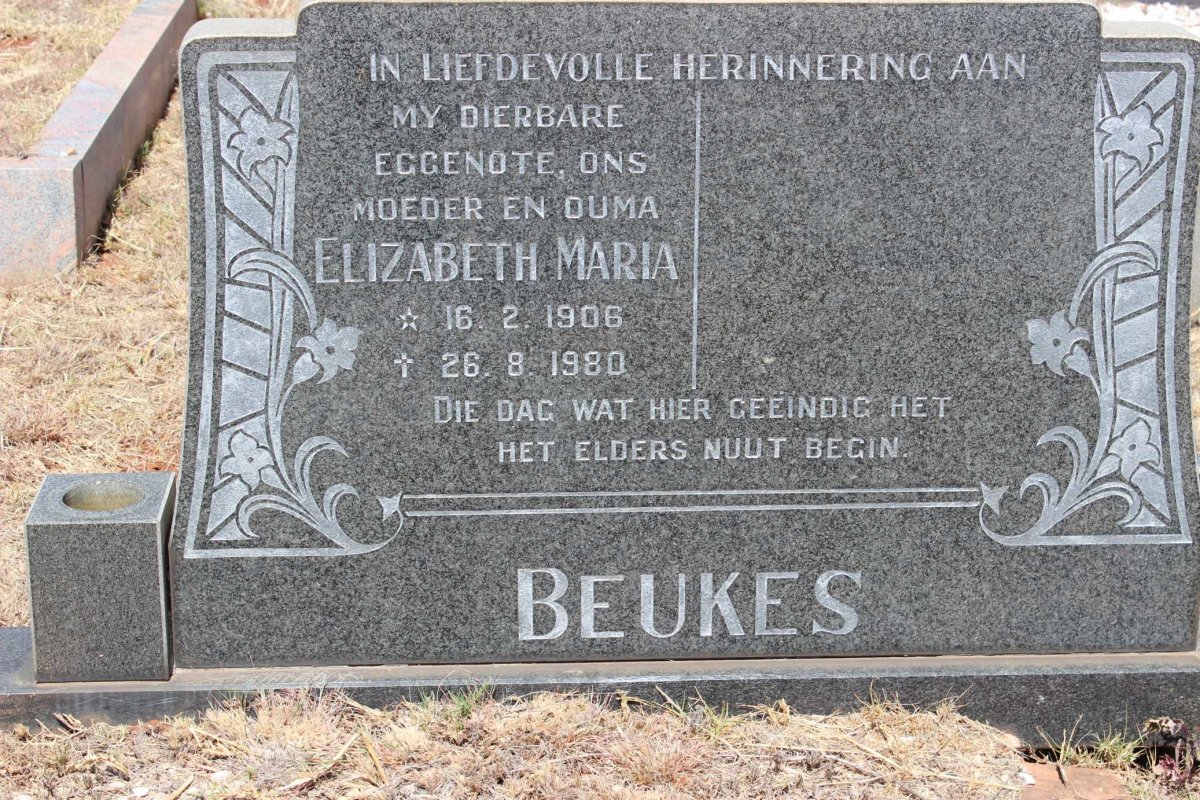 IN LIEFDEVOLLE HERINNERING AAN
MY DIERBARE
EGGENOTE, ONS
MOEDER EN OUMA
ELIZABETH MARIA
☆ 16. 2. 1906
✝ 26. 8. 1980
DIE DAG WAT HIER GEËINDIG HET
HET ELDERS NUUT BEGIN.
BEUKES